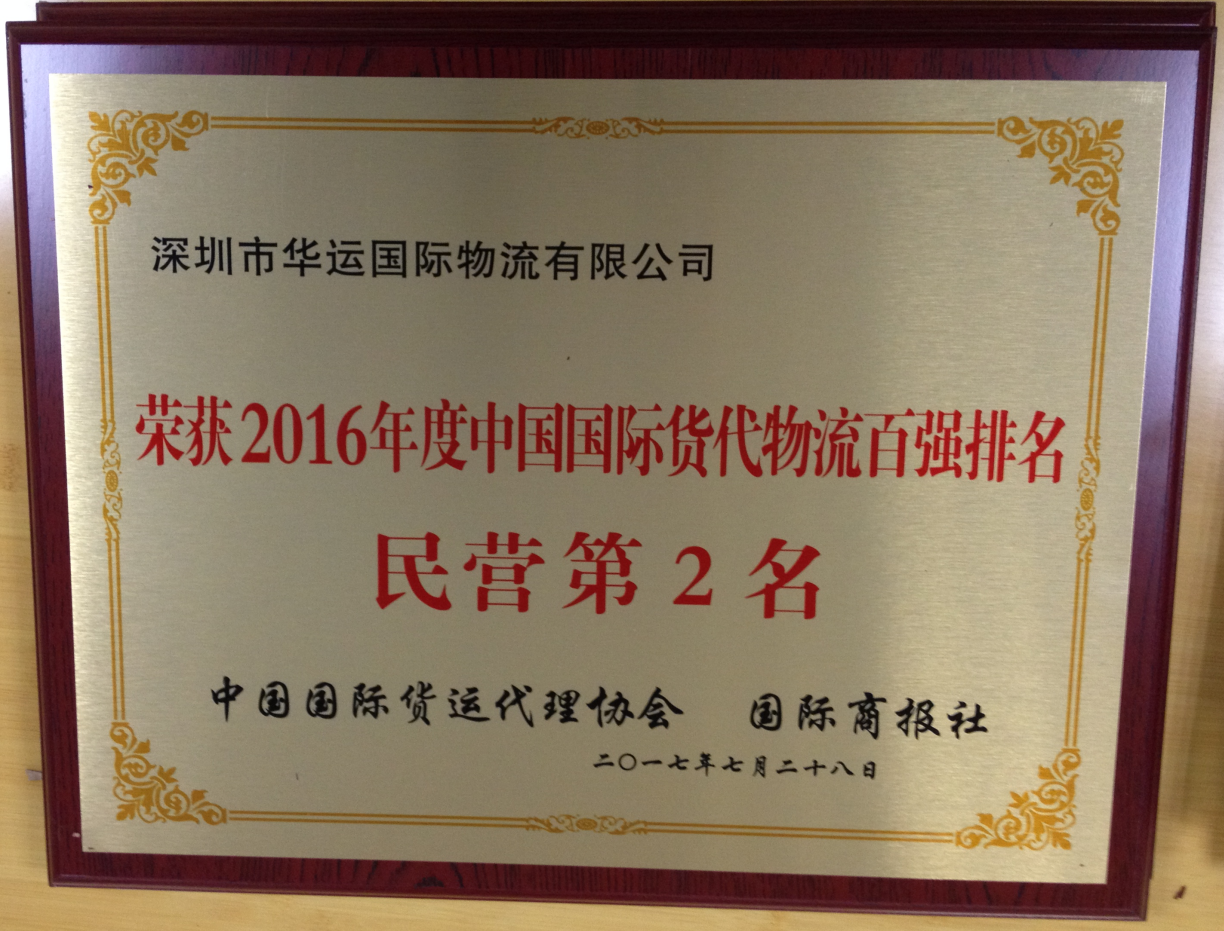 深圳市华运国际物流有限公司
荣获2016年度中国国际货代物流百强排名
民营第2名
中国国际货运代理协会 国际商报社
二〇一七年七月二十八日